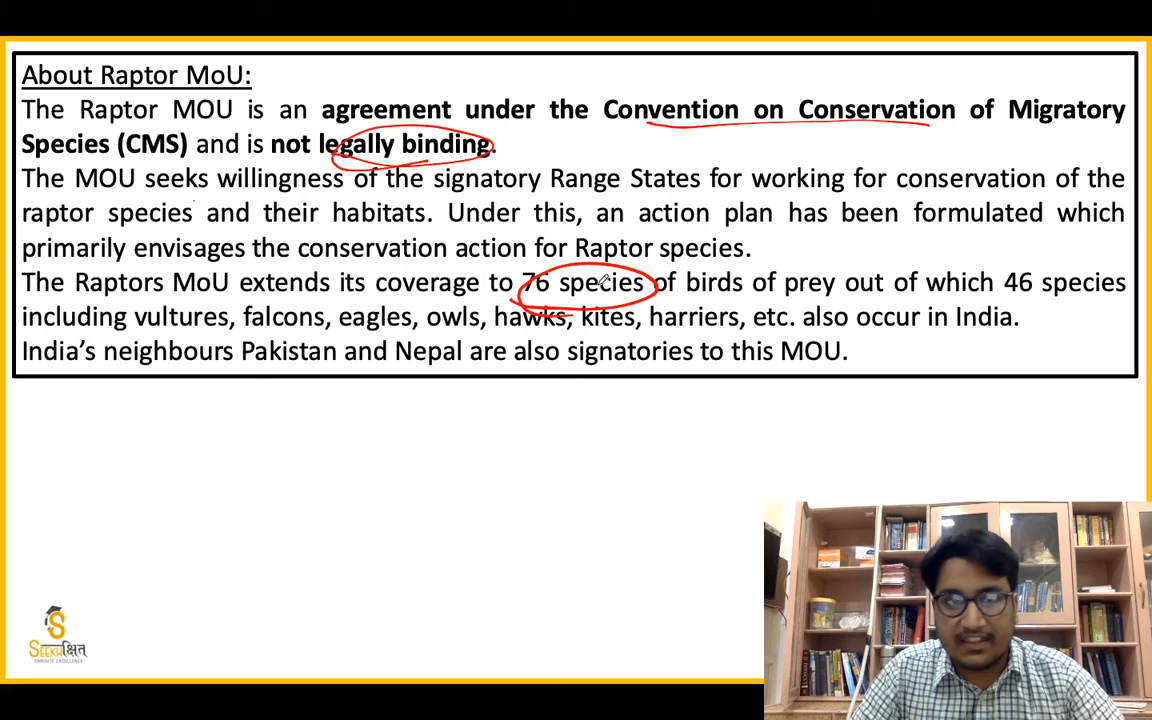 About Raptor MoU:
The Raptor MOU is an agreement under the Convention on Conservation of Migratory
Species (CMS) and is not legally binding.
The MOU seeks willingness of the signatory Range States for working for conservation of the
raptor species and their habitats. Under this, an action plan has been formulated which
primarily envisages the conservation action for Raptor species.
The Raptors MoU extends its coverage to 76 species of birds of prey out of which 46 species
including vultures, falcons, eagles, owls, hawks, kites, harriers, etc. also occur in India.
India's neighbours Pakistan and Nepal are also signatories to this MOU.
SEEKHक्षित